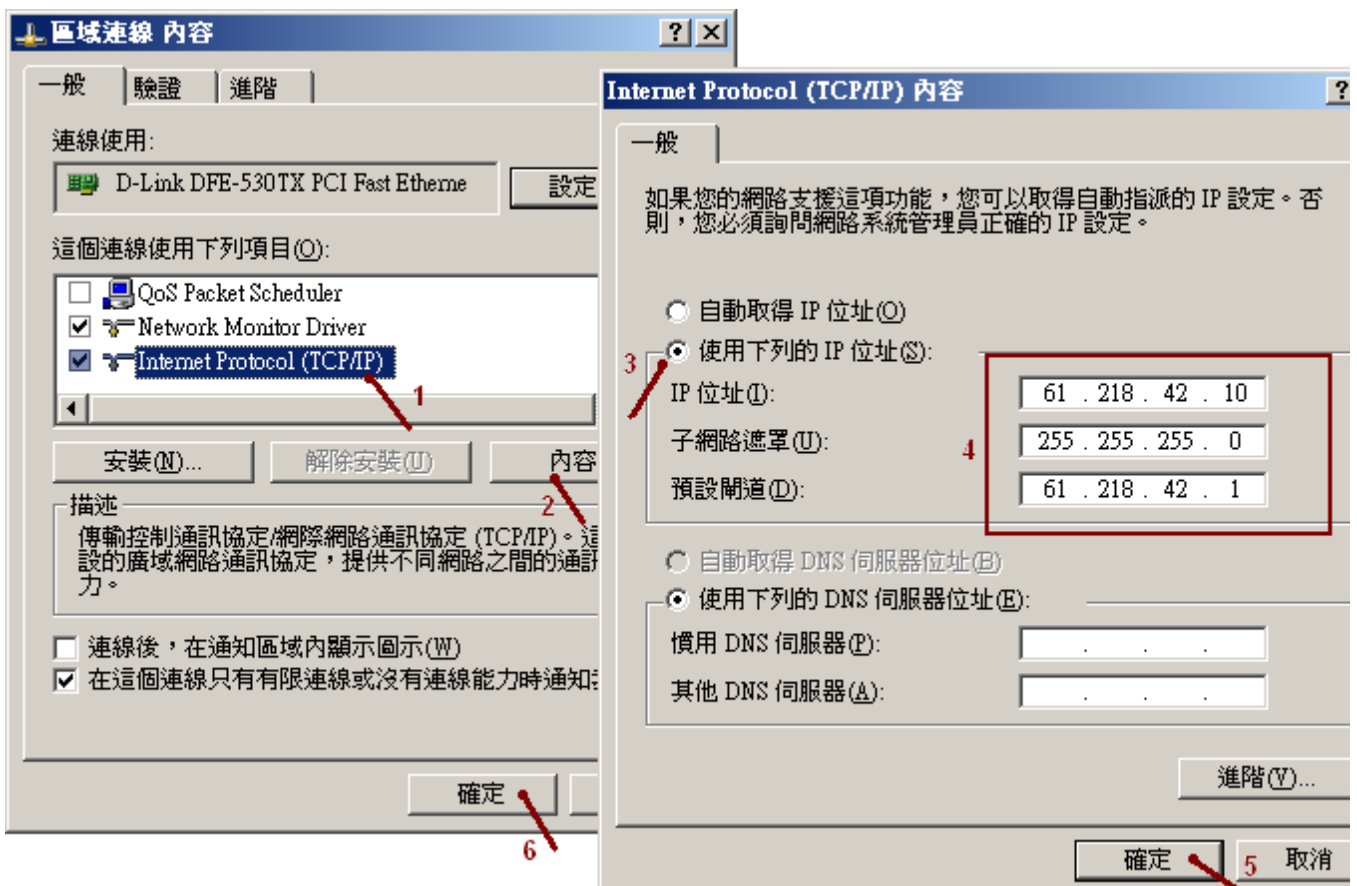 區域連線 內容
一般 驗證 進階
連線使用:
D-Link DFE-530TX PCI Fast Etherne 設定
這個連線使用下列項目(O):
QoS Packet Scheduler
Network Monitor Driver
Internet Protocol (TCP/IP)
1
安裝(N)... 解除安裝(U) 內容
2
描述
傳輸控制通訊協定/網際網路通訊協定 (TCP/IP)。這
設的廣域網路通訊協定，提供不同網路之間的通訊
力。
連線後，在通知區域內顯示圖示(W)
在這個連線只有有限連線或沒有連線能力時通知
確定
6
Internet Protocol (TCP/IP) 內容
一般
如果您的網路支援這項功能，您可以取得自動指派的 IP 設定。否
則，您必須詢問網路系統管理員正確的 IP 設定。
自動取得 IP 位址(O)
3 使用下列的 IP 位址(S):
IP 位址(I): 61 . 218 . 42 . 10
子網路遮罩(U): 4 255 . 255 . 255 . 0
預設閘道(D): 61 . 218 . 42 . 1
自動取得 DNS 伺服器位址(B)
使用下列的 DNS 伺服器位址(E):
慣用 DNS 伺服器(P): . . .
其他 DNS 伺服器(A): . . .
進階(V)...
確定 5 取消